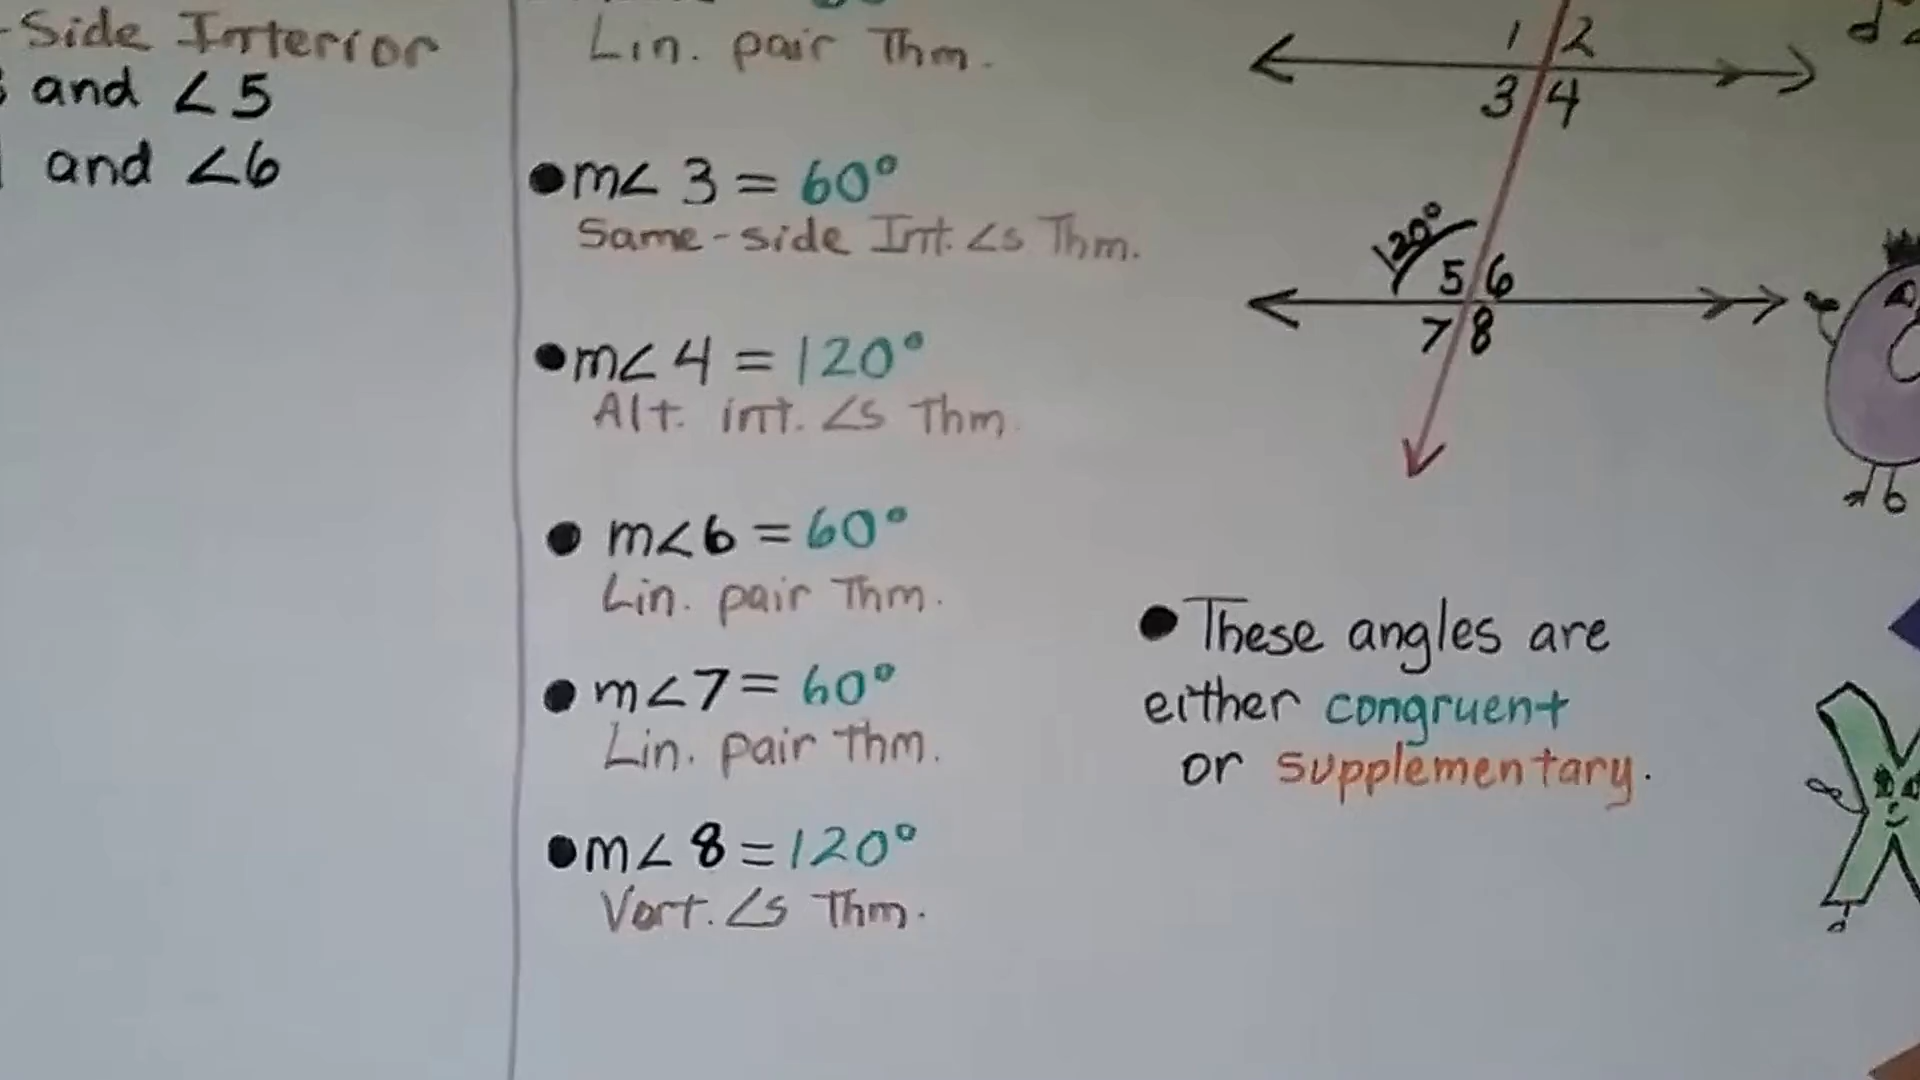 -Side Interior
and ∠5
and ∠6
Lin. pair Thm.
•m∠3 = 60°
Same-side Int. ∠s Thm.
•m∠4 = 120°
Alt. int. ∠s Thm.
• m∠6 = 60°
Lin. pair Thm.
• m∠7 = 60°
Lin. pair Thm.
•m∠8 = 120°
Vert. ∠s Thm.
1 2
3 4
120°
5 6
7 8
• These angles are
either congruent
or supplementary.